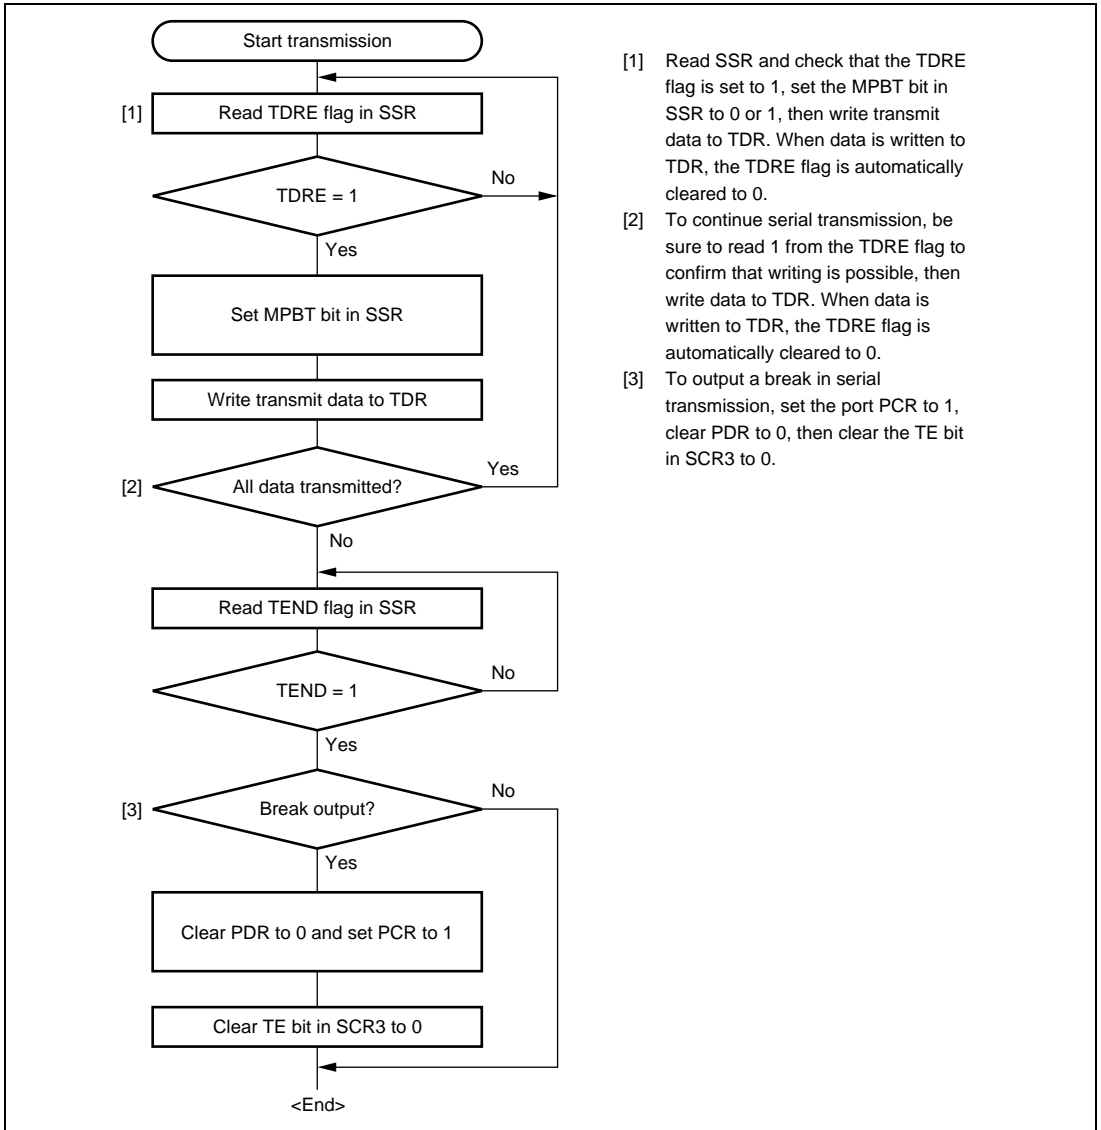 Start transmission
[1]
Read TDRE flag in SSR
TDRE = 1
No
Yes
Set MPBT bit in SSR
Write transmit data to TDR
[2]
All data transmitted?
Yes
No
Read TEND flag in SSR
TEND = 1
No
Yes
[3]
Break output?
No
Yes
Clear PDR to 0 and set PCR to 1
Clear TE bit in SCR3 to 0
<End>
[1] Read SSR and check that the TDRE
flag is set to 1, set the MPBT bit in
SSR to 0 or 1, then write transmit
data to TDR. When data is written to
TDR, the TDRE flag is automatically
cleared to 0.
[2] To continue serial transmission, be
sure to read 1 from the TDRE flag to
confirm that writing is possible, then
write data to TDR. When data is
written to TDR, the TDRE flag is
automatically cleared to 0.
[3] To output a break in serial
transmission, set the port PCR to 1,
clear PDR to 0, then clear the TE bit
in SCR3 to 0.